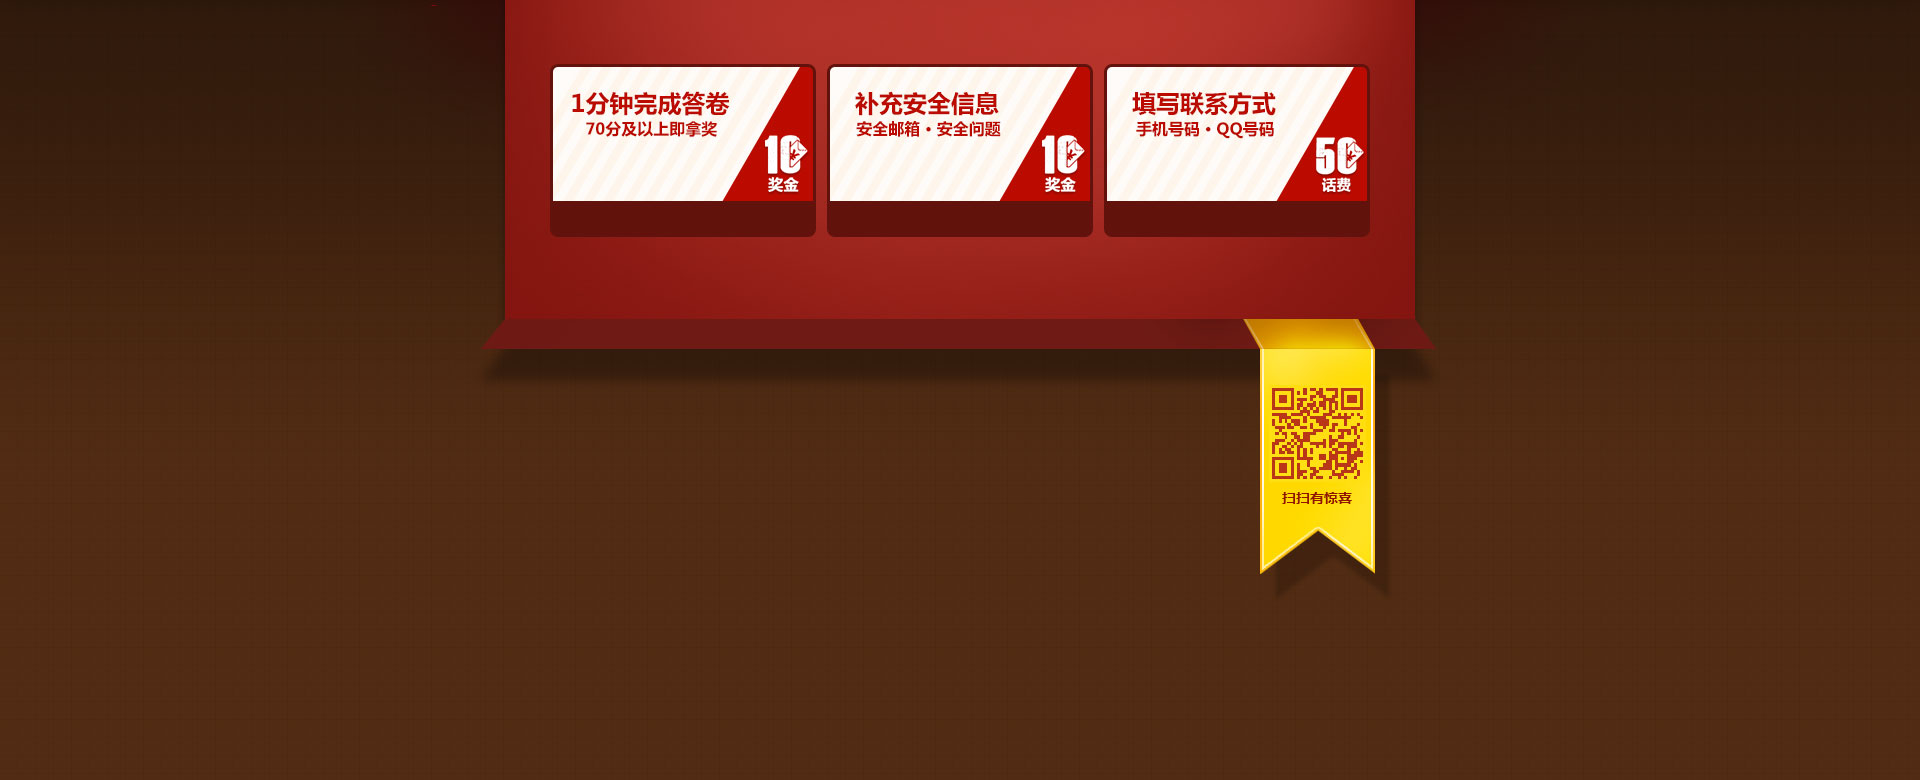 1分钟完成答卷
70分及以上即拿奖
10
奖金
补充安全信息
安全邮箱·安全问题
10
奖金
填写联系方式
手机号码·QQ号码
50
话费
扫扫有惊喜